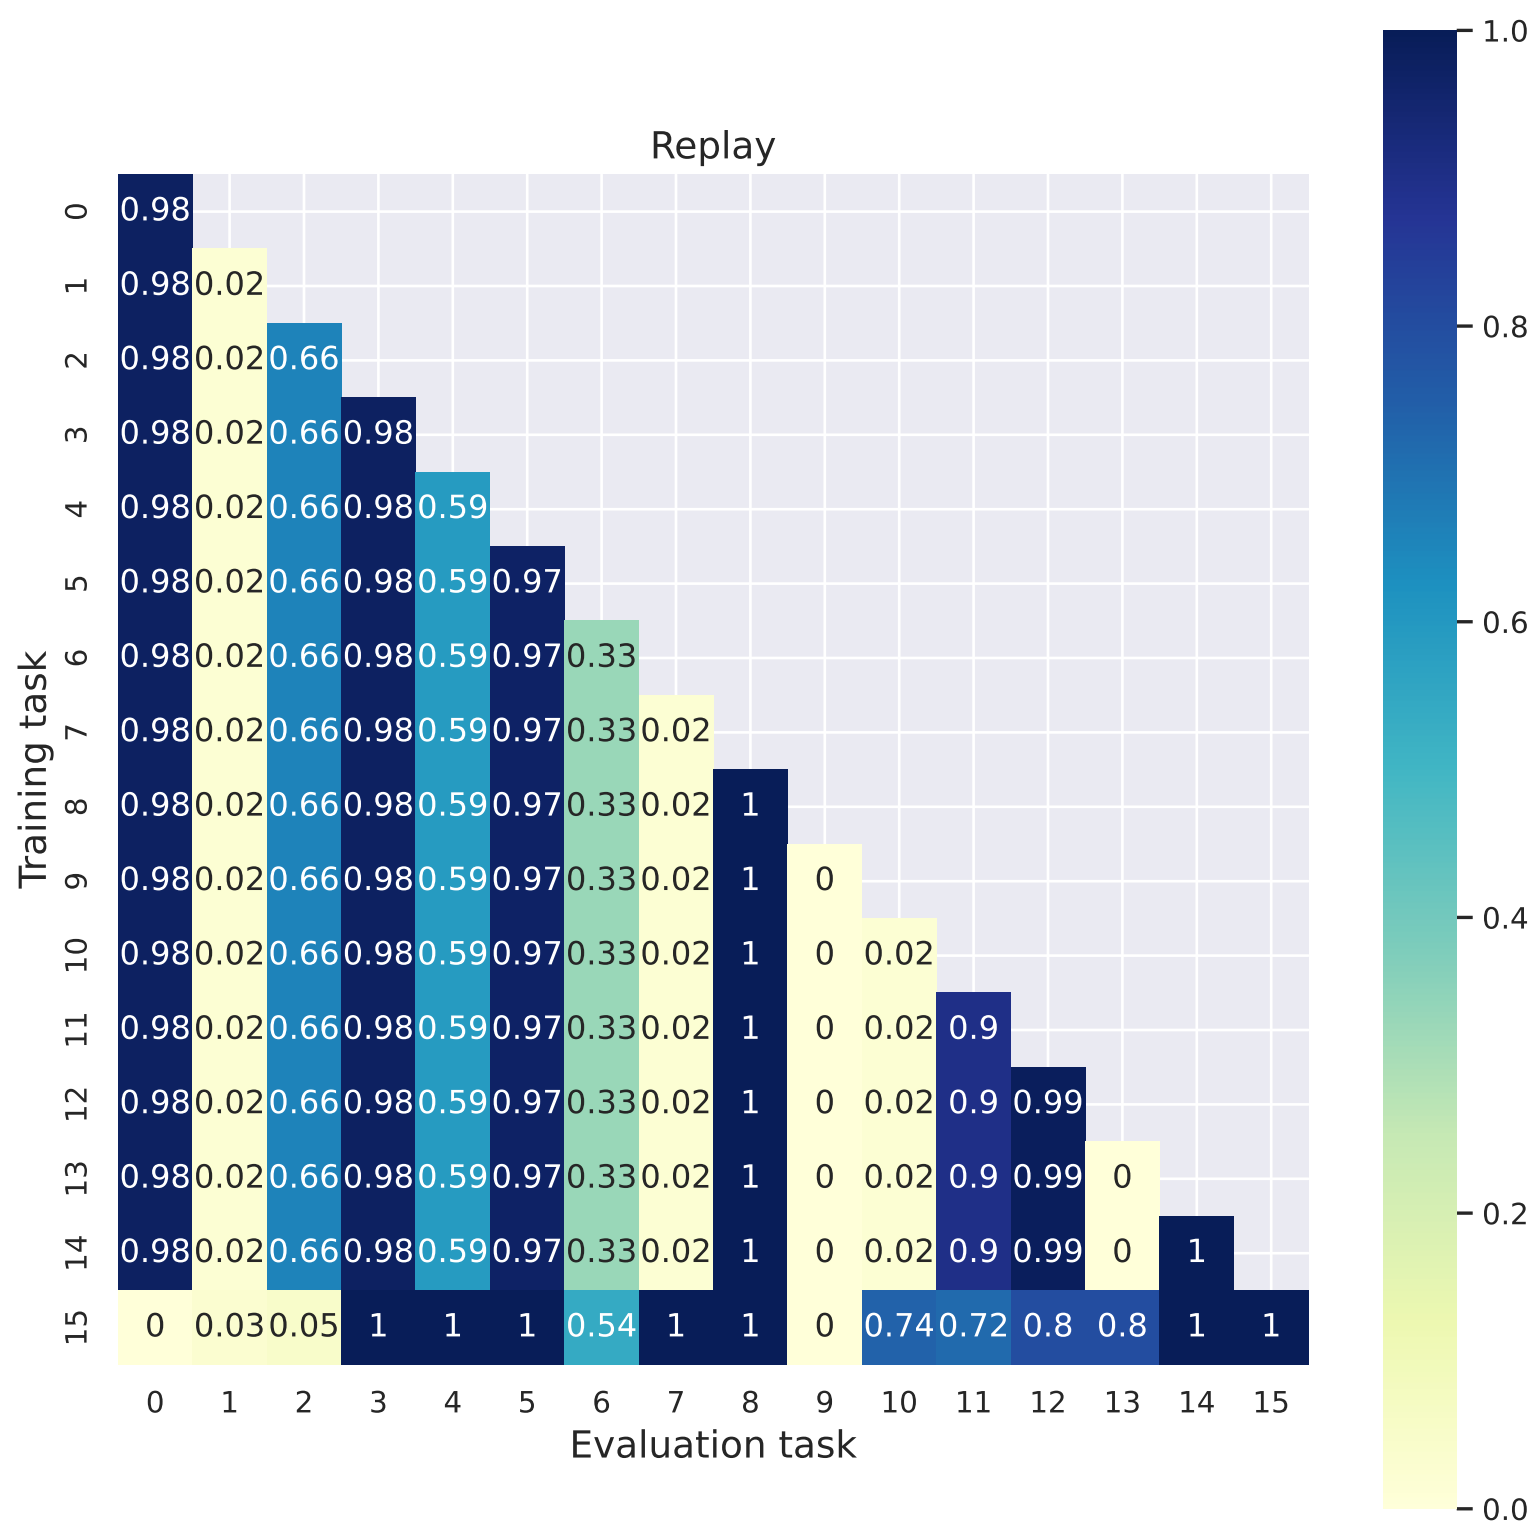 Replay
0 0.98
1 0.98 0.02
2 0.98 0.02 0.66
3 0.98 0.02 0.66 0.98
4 0.98 0.02 0.66 0.98 0.59
5 0.98 0.02 0.66 0.98 0.59 0.97
6 0.98 0.02 0.66 0.98 0.59 0.97 0.33
7 0.98 0.02 0.66 0.98 0.59 0.97 0.33 0.02
8 0.98 0.02 0.66 0.98 0.59 0.97 0.33 0.02 1
9 0.98 0.02 0.66 0.98 0.59 0.97 0.33 0.02 1 0
10 0.98 0.02 0.66 0.98 0.59 0.97 0.33 0.02 1 0 0.02
11 0.98 0.02 0.66 0.98 0.59 0.97 0.33 0.02 1 0 0.02 0.9
12 0.98 0.02 0.66 0.98 0.59 0.97 0.33 0.02 1 0 0.02 0.9 0.99
13 0.98 0.02 0.66 0.98 0.59 0.97 0.33 0.02 1 0 0.02 0.9 0.99 0
14 0.98 0.02 0.66 0.98 0.59 0.97 0.33 0.02 1 0 0.02 0.9 0.99 0 1
15 0 0.03 0.05 1 1 1 0.54 1 1 0 0.74 0.72 0.8 0.8 1 1
0 1 2 3 4 5 6 7 8 9 10 11 12 13 14 15
Evaluation task
Training task
1.0
0.8
0.6
0.4
0.2
0.0